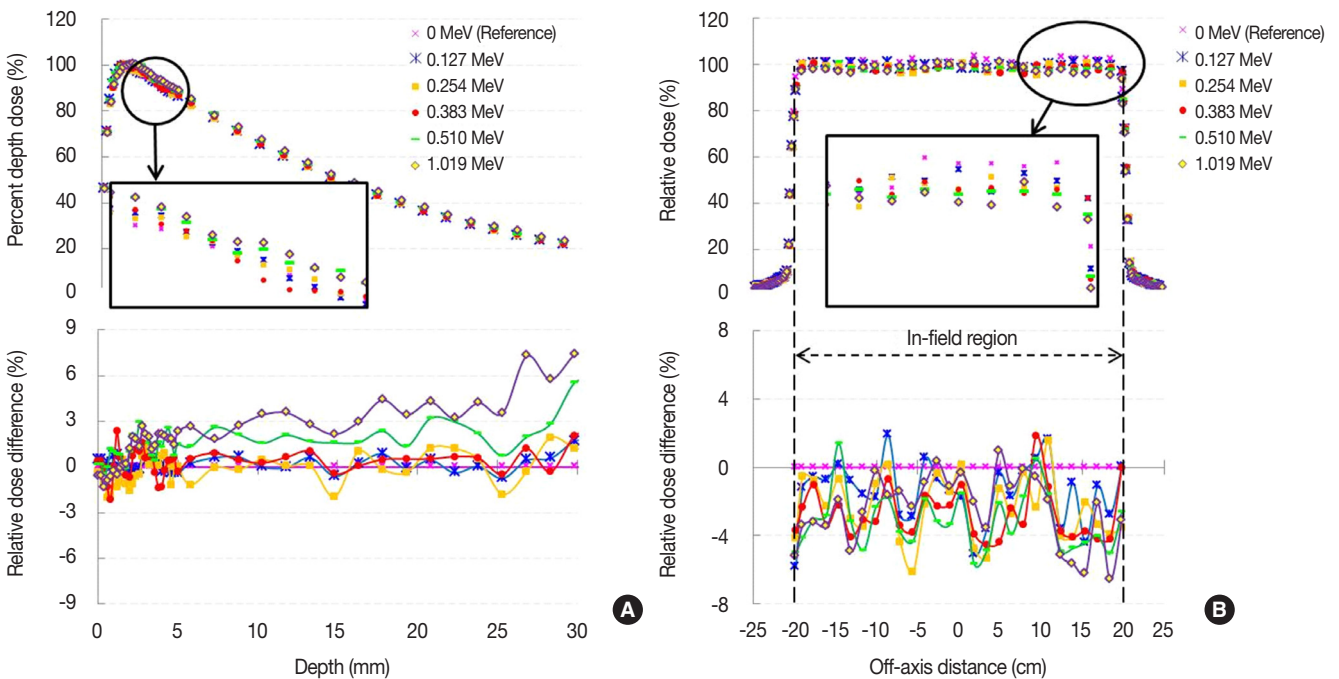 120
100
80
60
40
20
0
Percent depth dose (%)
0 MeV (Reference)
0.127 MeV
0.254 MeV
0.383 MeV
0.510 MeV
1.019 MeV
9
6
3
0
-3
-6
-9
Relative dose difference (%)
0 5 10 15 20 25 30
Depth (mm)
A
120
100
80
60
40
20
0
Relative dose (%)
0 MeV (Reference)
0.127 MeV
0.254 MeV
0.383 MeV
0.510 MeV
1.019 MeV
In-field region
8
4
0
-4
-8
Relative dose difference (%)
-25 -20 -15 -10 -5 0 5 10 15 20 25
Off-axis distance (cm)
B